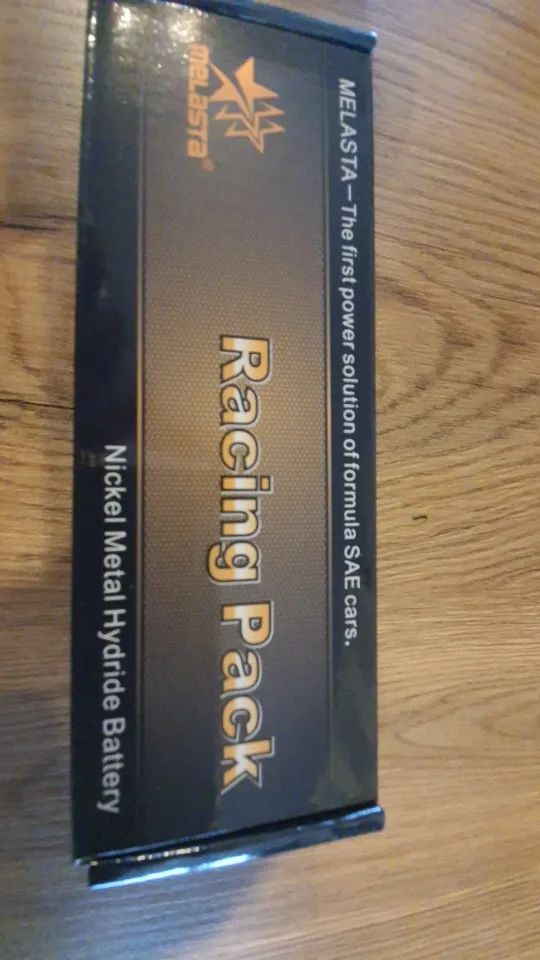 MELASTA — The first power solution of formula SAE cars.
MELASTA®
Racing Pack
Nickel Metal Hydride Battery